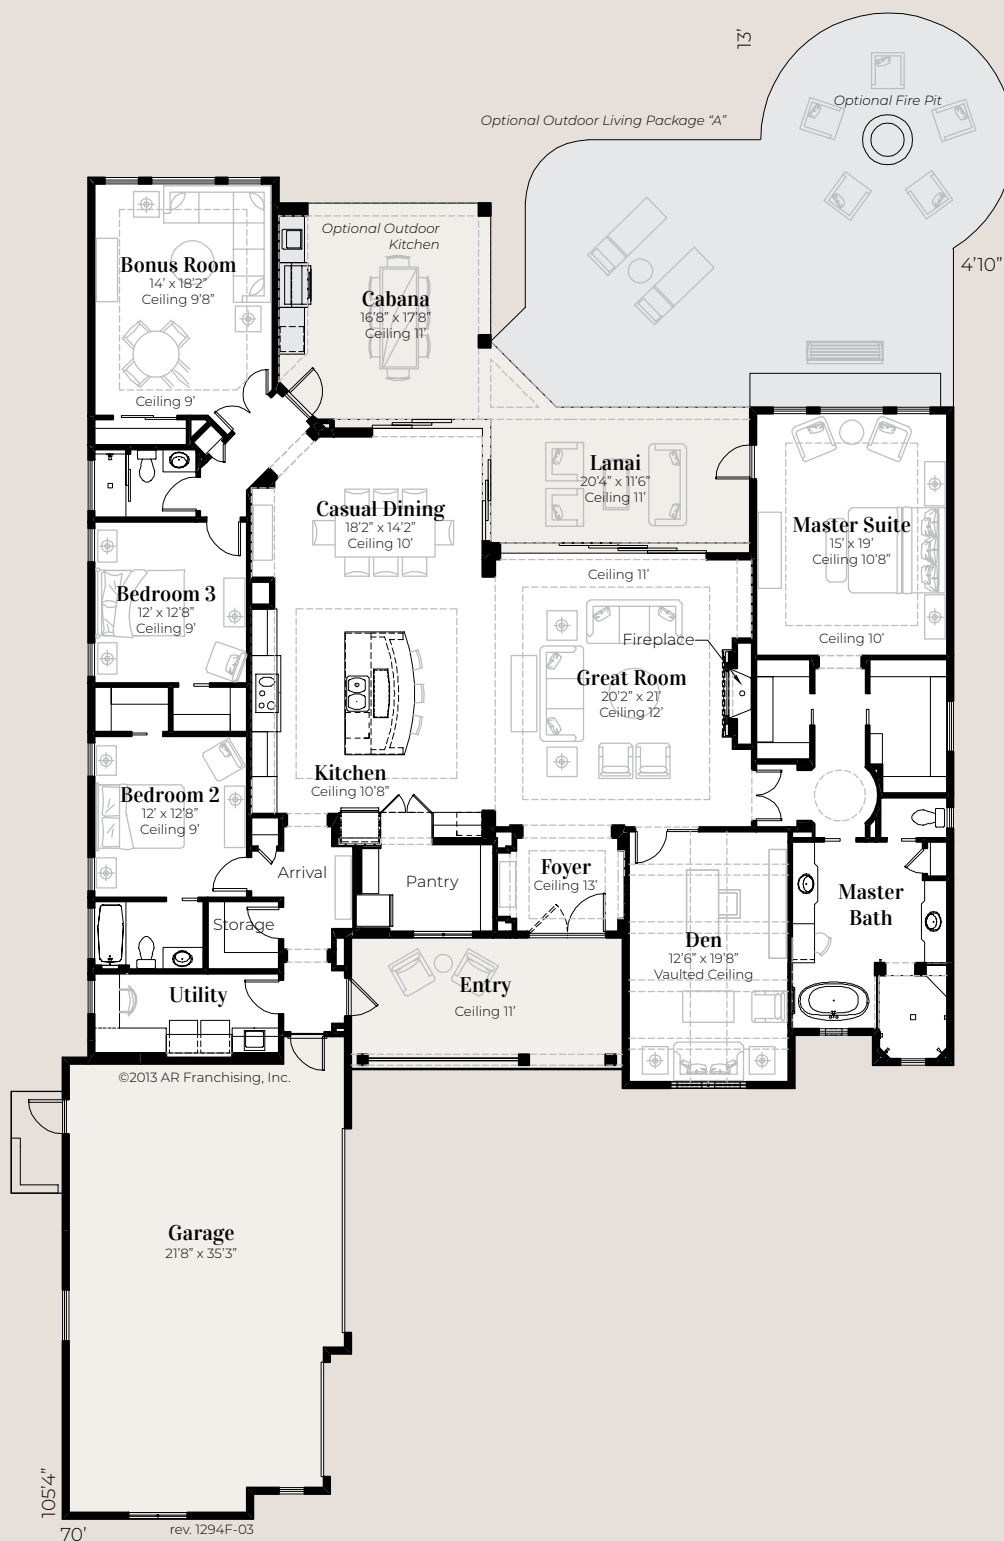 13’
Optional Fire Pit
Optional Outdoor Living Package “A”
4’10”
Optional Outdoor
Kitchen
Bonus Room
14’ x 18’2”
Ceiling 9’8”
Cabana
16’8” x 17’8”
Ceiling 11’
Ceiling 9’
Lanai
20’4” x 11’6”
Ceiling 11’
Casual Dining
18’2” x 14’2”
Ceiling 10’
Master Suite
15’ x 19’
Ceiling 10’8”
Ceiling 11’
Bedroom 3
12’ x 12’8”
Ceiling 9’
Fireplace
Ceiling 10’
Great Room
20’2” x 21’
Ceiling 12’
Kitchen
Ceiling 10’8”
Bedroom 2
12’ x 12’8”
Ceiling 9’
Arrival
Pantry
Foyer
Ceiling 13’
Master
Bath
Storage
Den
12’6” x 19’8”
Vaulted Ceiling
Utility
Entry
Ceiling 11’
©2013 AR Franchising, Inc.
Garage
21’8” x 35’3”
105’4”
70’
rev. 1294F-03